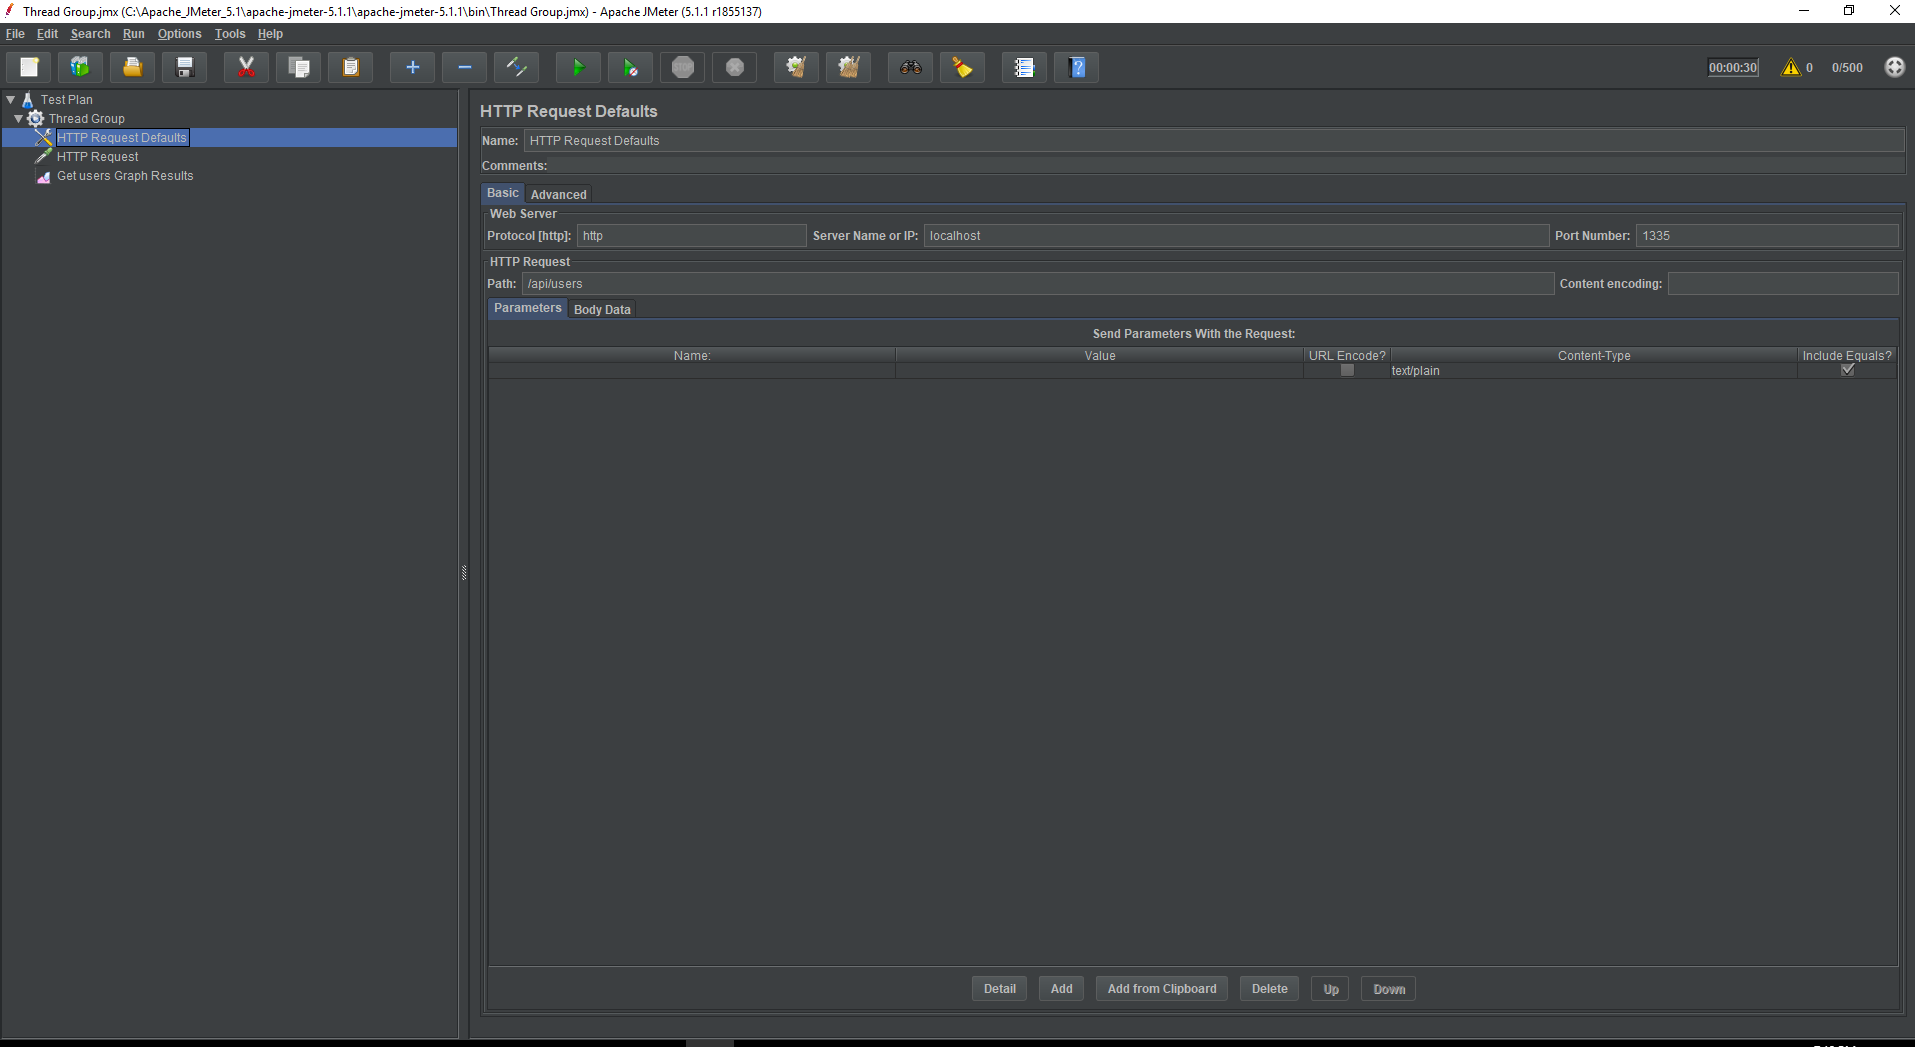 Thread Group.jmx (C:\Apache_JMeter_5.1\apache-jmeter-5.1.1\apache-jmeter-5.1.1\bin\Thread Group.jmx) - Apache JMeter (5.1.1 r1855137)
File Edit Search Run Options Tools Help
STOP ? 00:00:30 0 0/500
Test Plan
Thread Group
HTTP Request Defaults
HTTP Request
Get users Graph Results
HTTP Request Defaults
Name: HTTP Request Defaults
Comments:
Basic Advanced
Web Server
Protocol [http]: http Server Name or IP: localhost Port Number: 1335
HTTP Request
Path: /api/users Content encoding:
Parameters Body Data
Send Parameters With the Request:
Name: Value URL Encode? Content-Type Include Equals?
text/plain
Detail Add Add from Clipboard Delete Up Down